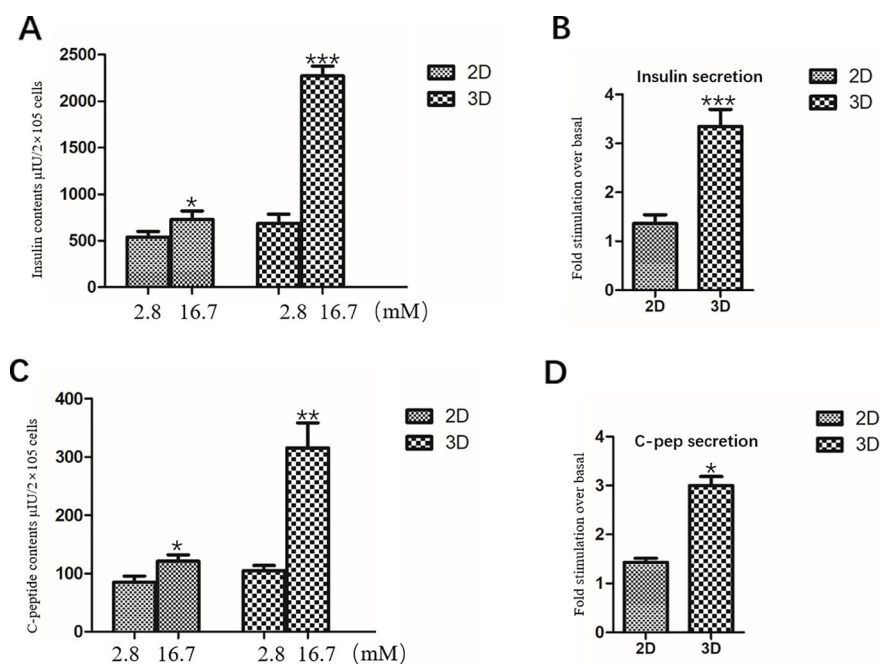 A
Insulin contents μIU/2×105 cells
2500
2000
1500
1000
500
0
*
***
2.8 16.7 2.8 16.7 (mM)
2D
3D
B
Insulin secretion
Fold stimulation over basal
4
3
2
1
0
***
2D 3D
2D
3D
C
C-peptide contents μIU/2×105 cells
400
300
200
100
0
*
**
2.8 16.7 2.8 16.7 (mM)
2D
3D
D
C-pep secretion
Fold stimulation over basal
4
3
2
1
0
*
2D 3D
2D
3D